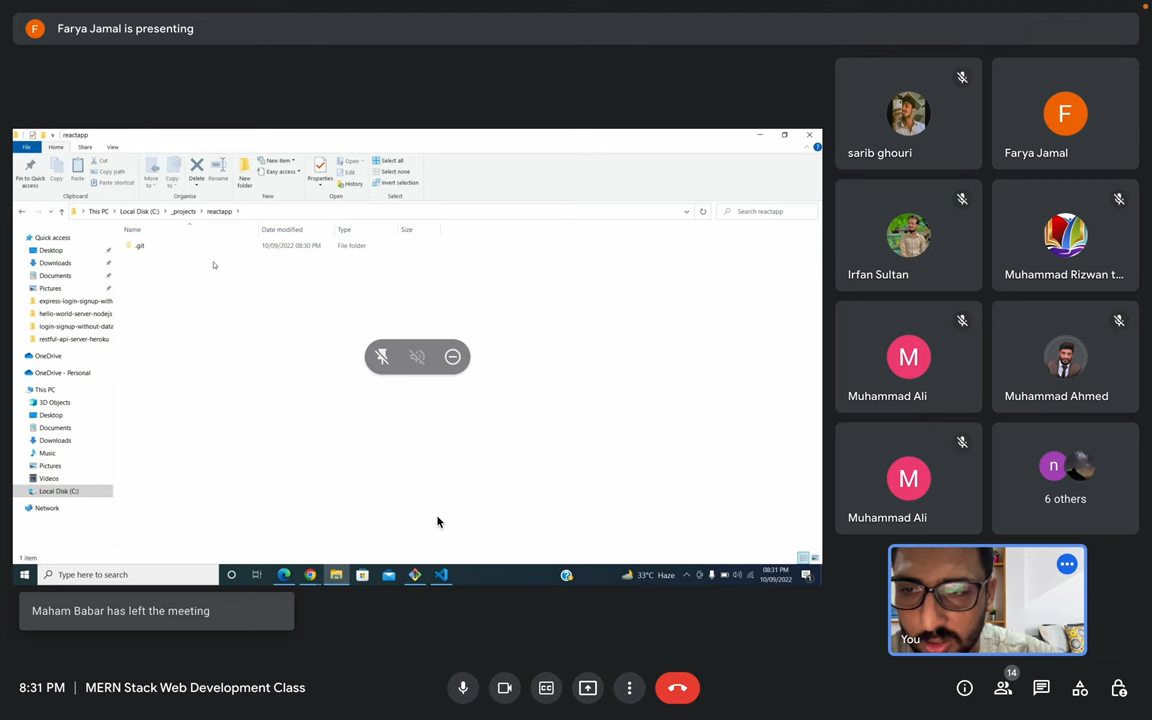 F
Farya Jamal is presenting
reactapp
File
Home
Share
View
Pin to Quick access
Copy
Paste
Cut
Copy path
Paste shortcut
Clipboard
Move to
Copy to
Delete
Rename
Organise
New folder
New item
Easy access
New
Properties
Open
Edit
History
Open
Select all
Select none
Invert selection
Select
This PC
Local Disk (C:)
_projects
reactapp
Search reactapp
Name
Date modified
Type
Size
.git
10/09/2022 08:30 PM
File folder
Quick access
Desktop
Downloads
Documents
Pictures
express-login-signup-with
hello-world-server-nodejs
login-signup-without-data
restful-api-server-heroku
OneDrive
OneDrive - Personal
This PC
3D Objects
Desktop
Documents
Downloads
Music
Pictures
Videos
Local Disk (C:)
Network
1 item
Type here to search
33°C Haze
08:31 PM
10/09/2022
sarib ghouri
F
Farya Jamal
Irfan Sultan
Muhammad Rizwan t...
M
Muhammad Ali
Muhammad Ahmed
M
Muhammad Ali
n
6 others
You
Maham Babar has left the meeting
8:31 PM | MERN Stack Web Development Class
14